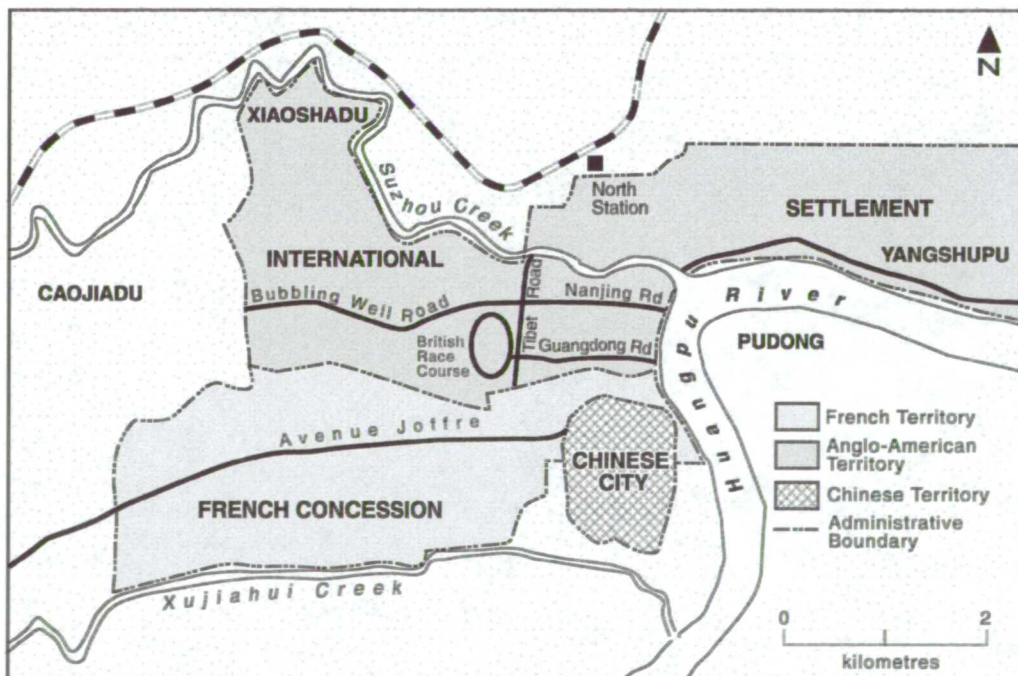 N
XIAOSHADU
Suzhou Creek
North
Station
SETTLEMENT
YANGSHUPU
INTERNATIONAL
CAOJIADU
Bubbling Well Road
Nanjing Rd
Tibet Road
Huangpu River
PUDONG
British
Race
Course
Guangdong Rd
Avenue Joffre
CHINESE
CITY
FRENCH CONCESSION
Xujiahui Creek
French Territory
Anglo-American
Territory
Chinese Territory
Administrative
Boundary
0 2
kilometres